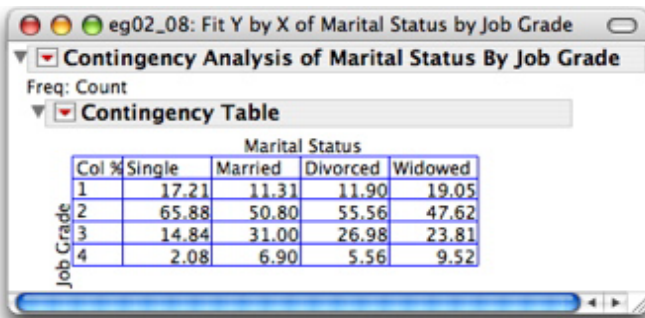 eg02_08: Fit Y by X of Marital Status by Job Grade
Contingency Analysis of Marital Status By Job Grade
Freq: Count
Contingency Table
Marital Status
Col % Single Married Divorced Widowed
Job Grade
1 17.21 11.31 11.90 19.05
2 65.88 50.80 55.56 47.62
3 14.84 31.00 26.98 23.81
4 2.08 6.90 5.56 9.52